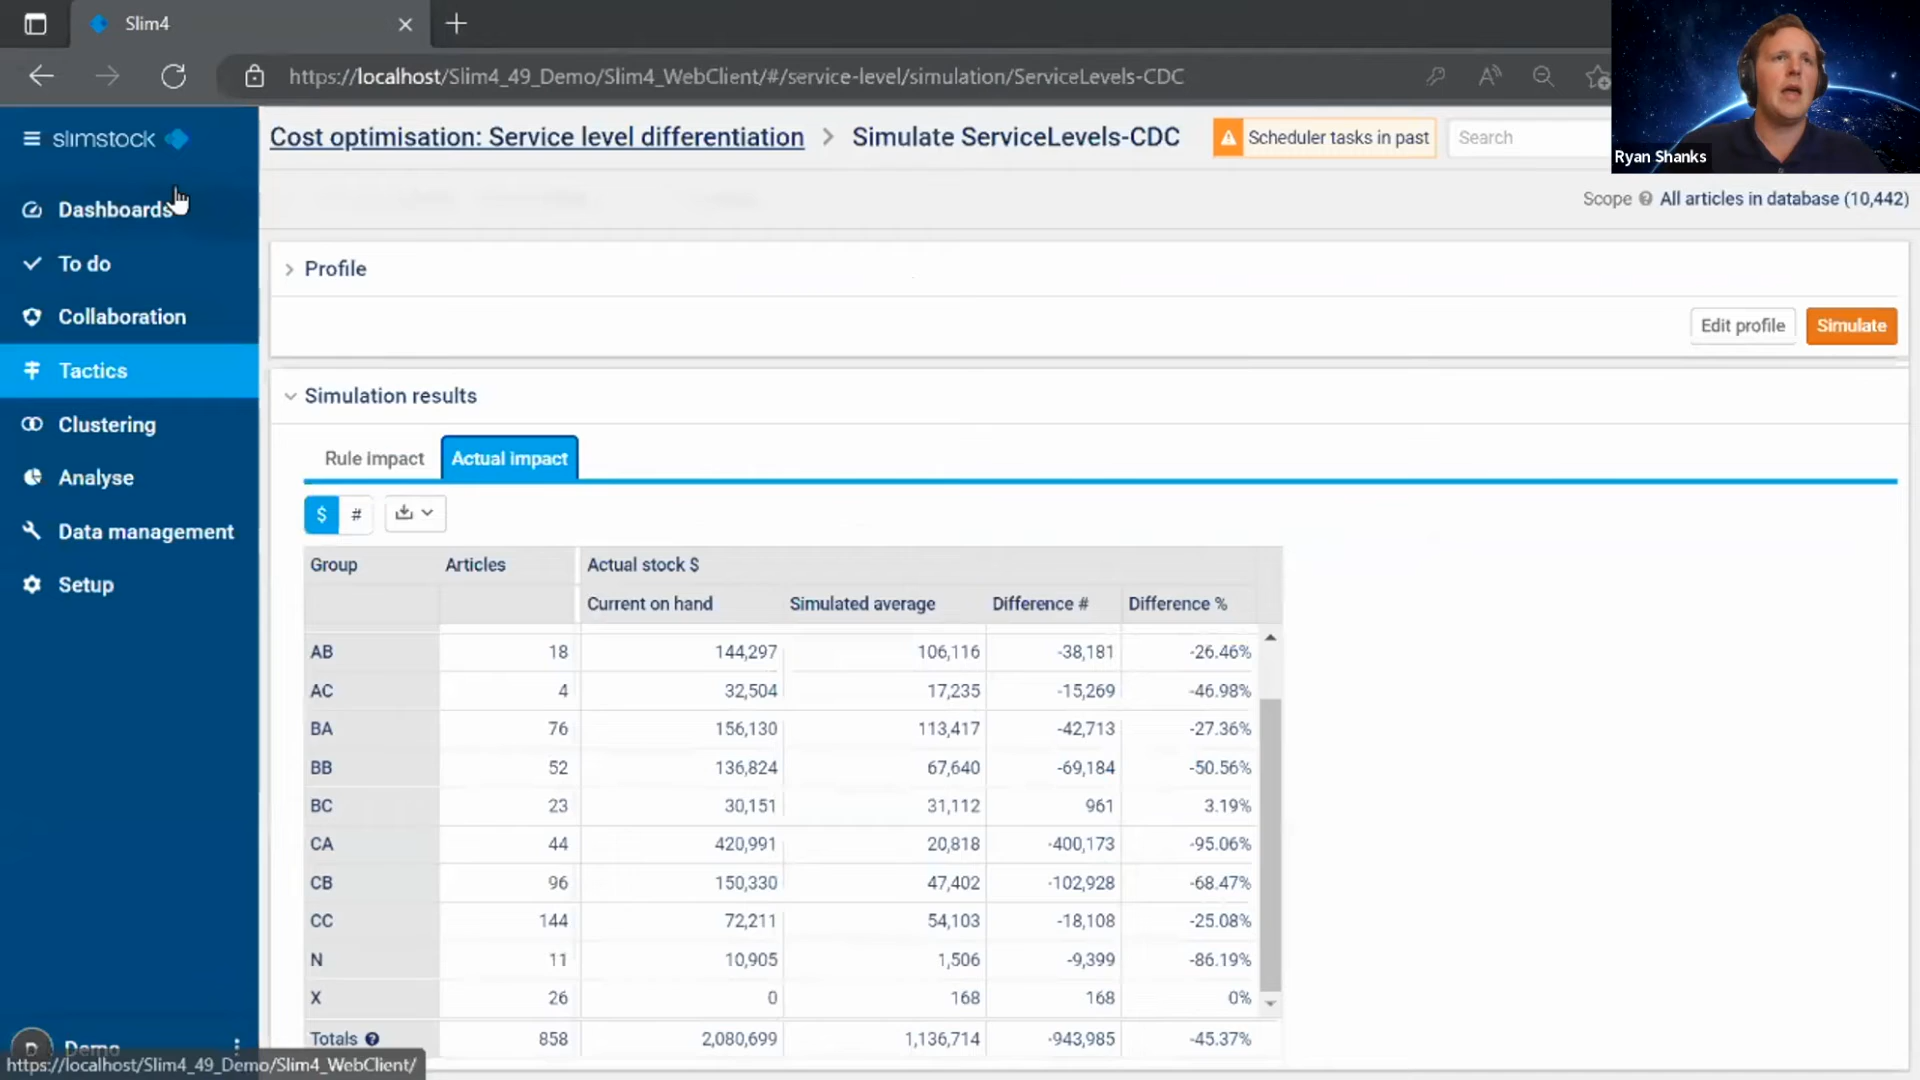 Slim4
https://localhost/Slim4_49_Demo/Slim4_WebClient/#/service-level/simulation/ServiceLevels-CDC
Ryan Shanks
slimstock
Cost optimisation: Service level differentiation > Simulate ServiceLevels-CDC
Scheduler tasks in past
Search
Scope All articles in database (10,442)
Dashboards
To do
Collaboration
Tactics
Clustering
Analyse
Data management
Setup
Profile
Edit profile Simulate
Simulation results
Rule impact Actual impact
$ #
Group Articles Actual stock $
Current on hand Simulated average Difference # Difference %
AB 18 144,297 106,116 -38,181 -26.46%
AC 4 32,504 17,235 -15,269 -46.98%
BA 76 156,130 113,417 -42,713 -27.36%
BB 52 136,824 67,640 -69,184 -50.56%
BC 23 30,151 31,112 961 3.19%
CA 44 420,991 20,818 -400,173 -95.06%
CB 96 150,330 47,402 -102,928 -68.47%
CC 144 72,211 54,103 -18,108 -25.08%
N 11 10,905 1,506 -9,399 -86.19%
X 26 0 168 168 0%
Totals 858 2,080,699 1,136,714 -943,985 -45.37%
D Demo
https://localhost/Slim4_49_Demo/Slim4_WebClient/